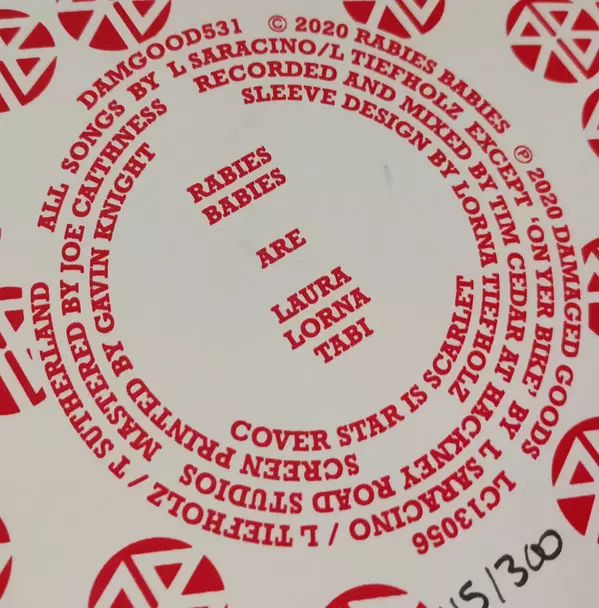 DAMGOOD531 © 2020 RABIES BABIES ℗ 2020 DAMAGED GOODS LC13056
ALL SONGS BY L SARACINO/L TIEFHOLZ EXCEPT 'ON YER BIKE' BY L SARACINO / L TIEFHOLZ / T SUTHERLAND
RECORDED AND MIXED BY TIM CEDAR AT HACKNEY ROAD STUDIOS MASTERED BY JOE CAITHNESS
SLEEVE DESIGN BY LORNA TIEFHOLZ SCREEN PRINTED BY GAVIN KNIGHT
COVER STAR IS SCARLET
RABIES
BABIES
ARE
LAURA
LORNA
TABI
/300